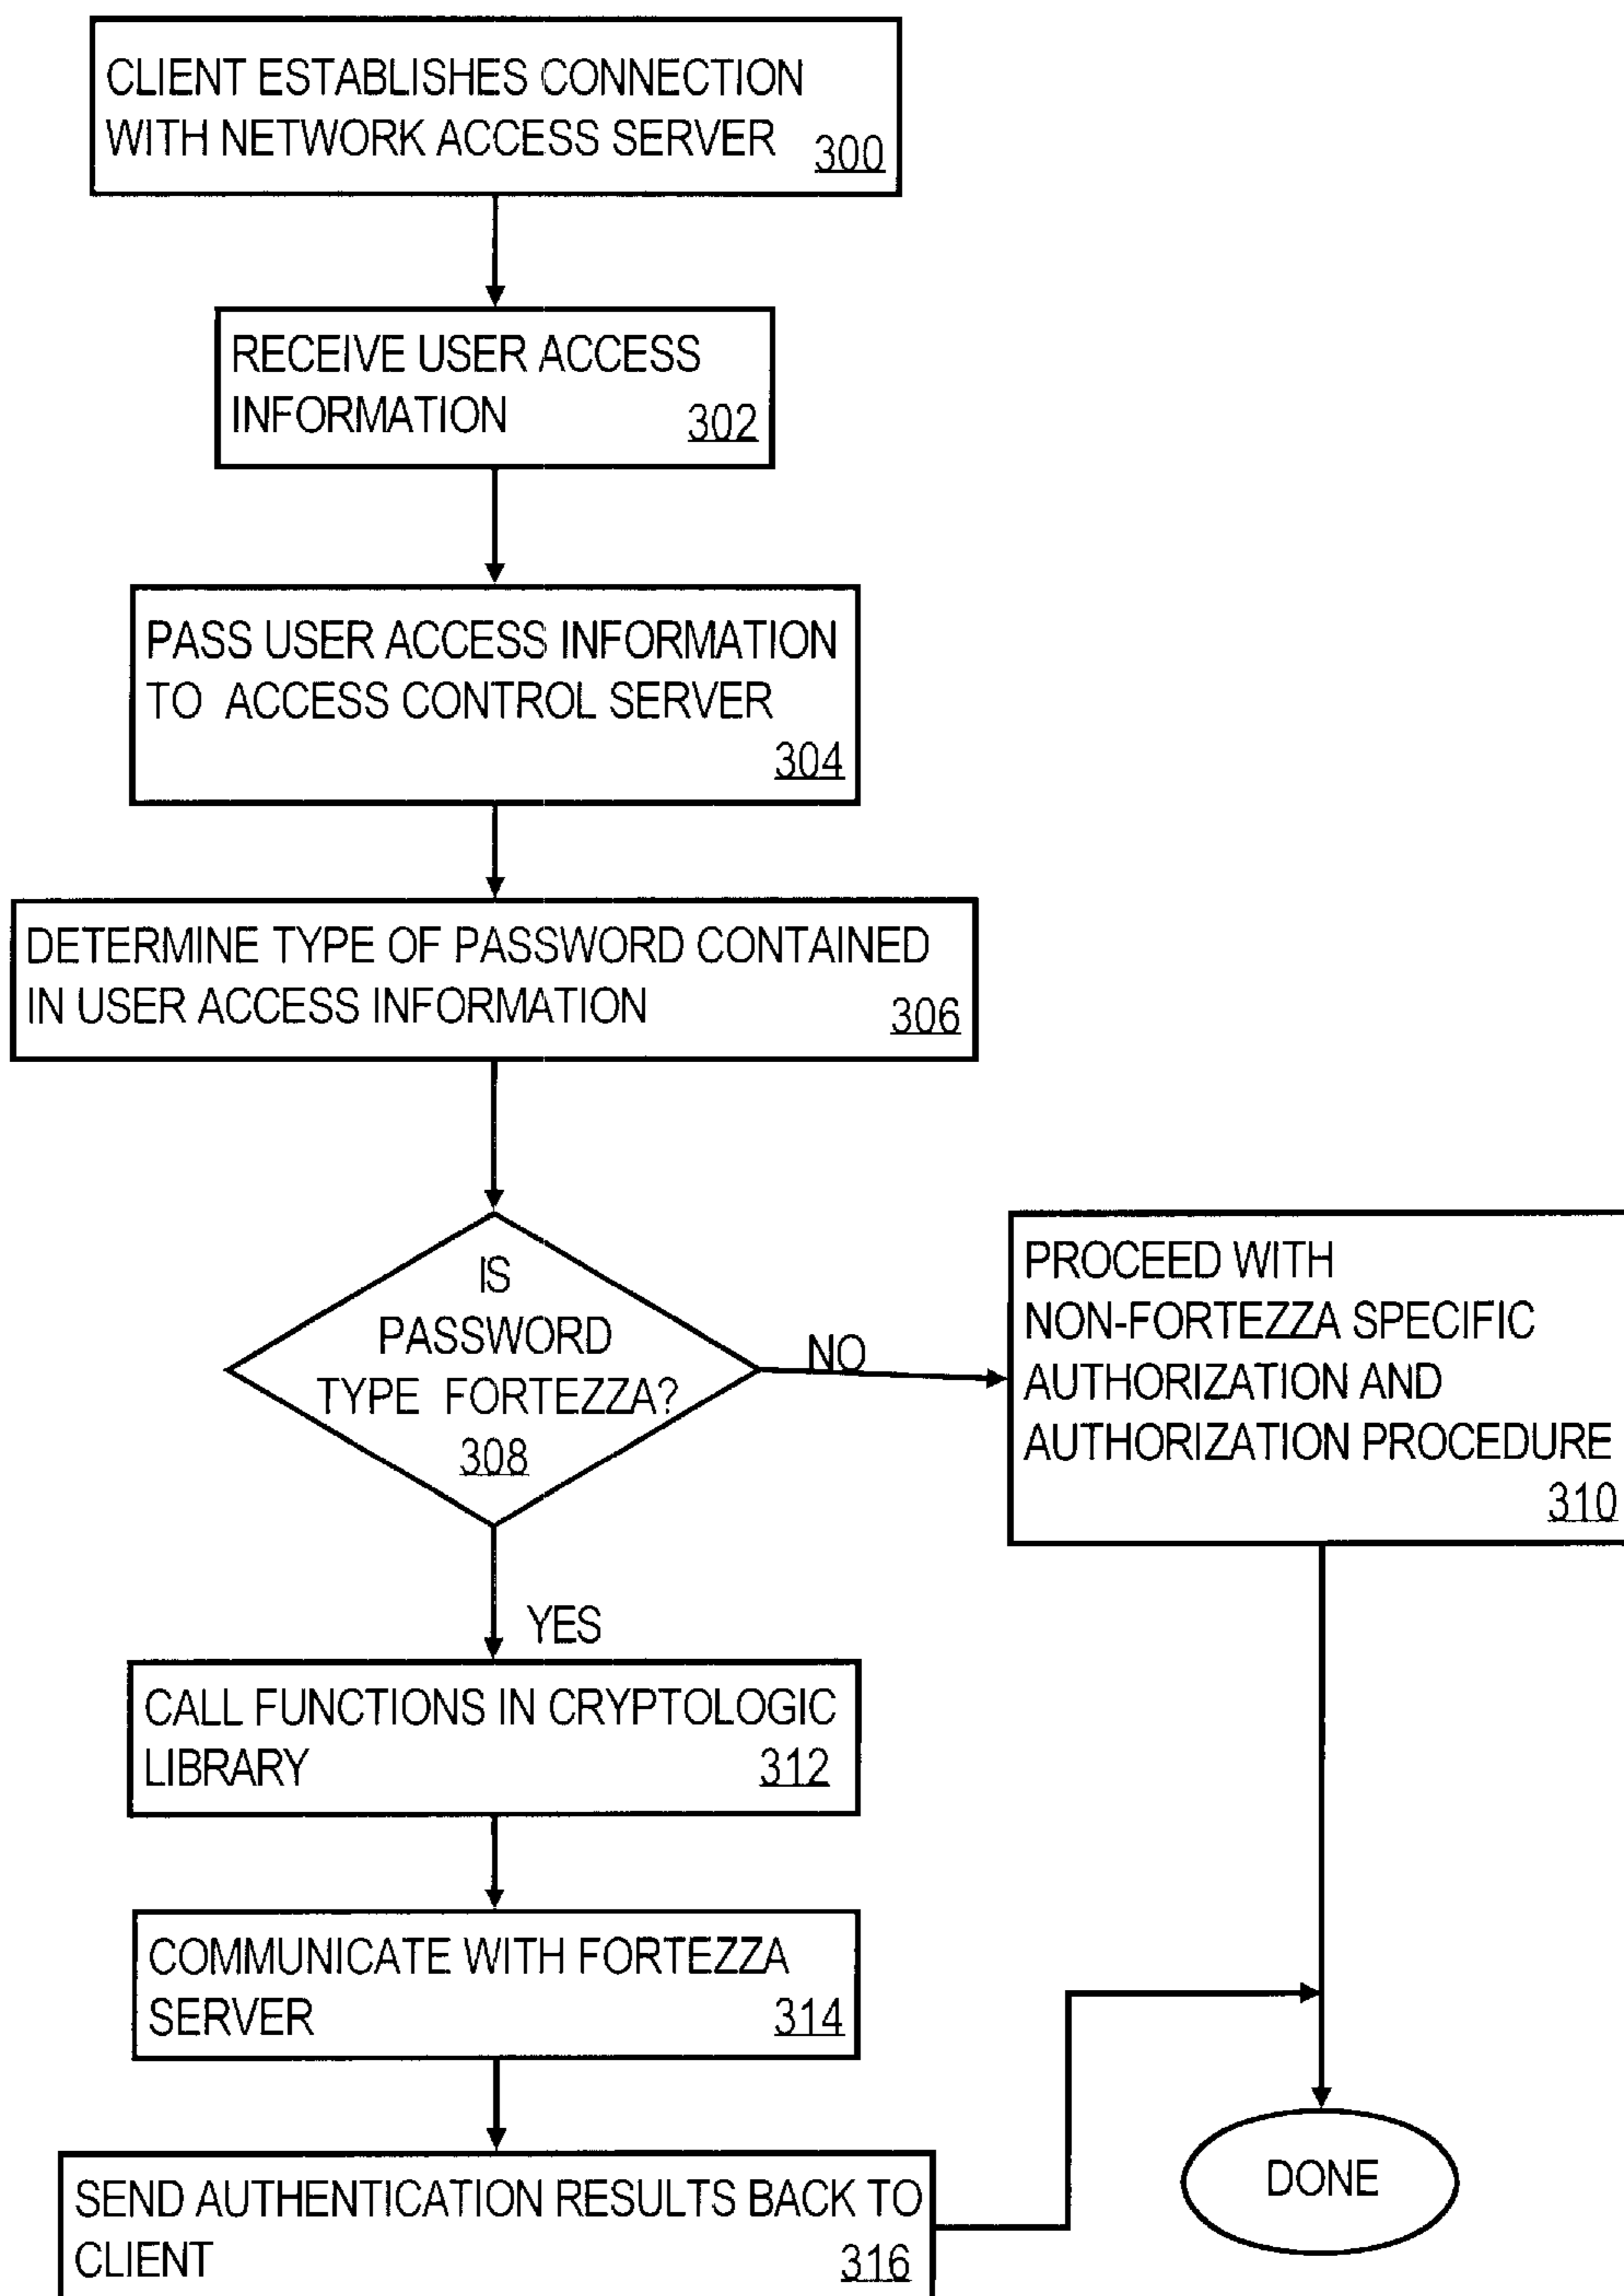 CLIENT ESTABLISHES CONNECTION
WITH NETWORK ACCESS SERVER 300
RECEIVE USER ACCESS
INFORMATION 302
PASS USER ACCESS INFORMATION
TO ACCESS CONTROL SERVER
304
DETERMINE TYPE OF PASSWORD CONTAINED
IN USER ACCESS INFORMATION 306
IS
PASSWORD
TYPE FORTEZZA?
308
NO
PROCEED WITH
NON-FORTEZZA SPECIFIC
AUTHORIZATION AND
AUTHORIZATION PROCEDURE
310
YES
CALL FUNCTIONS IN CRYPTOLOGIC
LIBRARY 312
COMMUNICATE WITH FORTEZZA
SERVER 314
SEND AUTHENTICATION RESULTS BACK TO
CLIENT 316
DONE